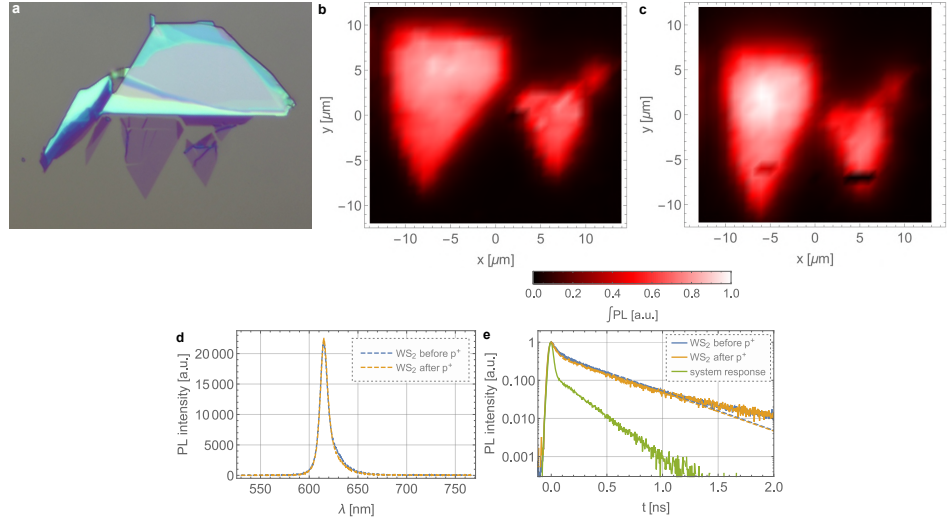 a
b
10
5
0
−5
−10
y [μm]
−10
−5
0
5
10
x [μm]
c
10
5
0
−5
−10
y [μm]
−10
−5
0
5
10
x [μm]
0.0
0.2
0.4
0.6
0.8
1.0
∫PL [a.u.]
d
PL intensity [a.u.]
20 000
15 000
10 000
5000
0
550
600
650
700
750
λ [nm]
WS2 before p+
WS2 after p+
e
PL intensity [a.u.]
1
0.100
0.010
0.001
0.0
0.5
1.0
1.5
2.0
t [ns]
WS2 before p+
WS2 after p+
system response